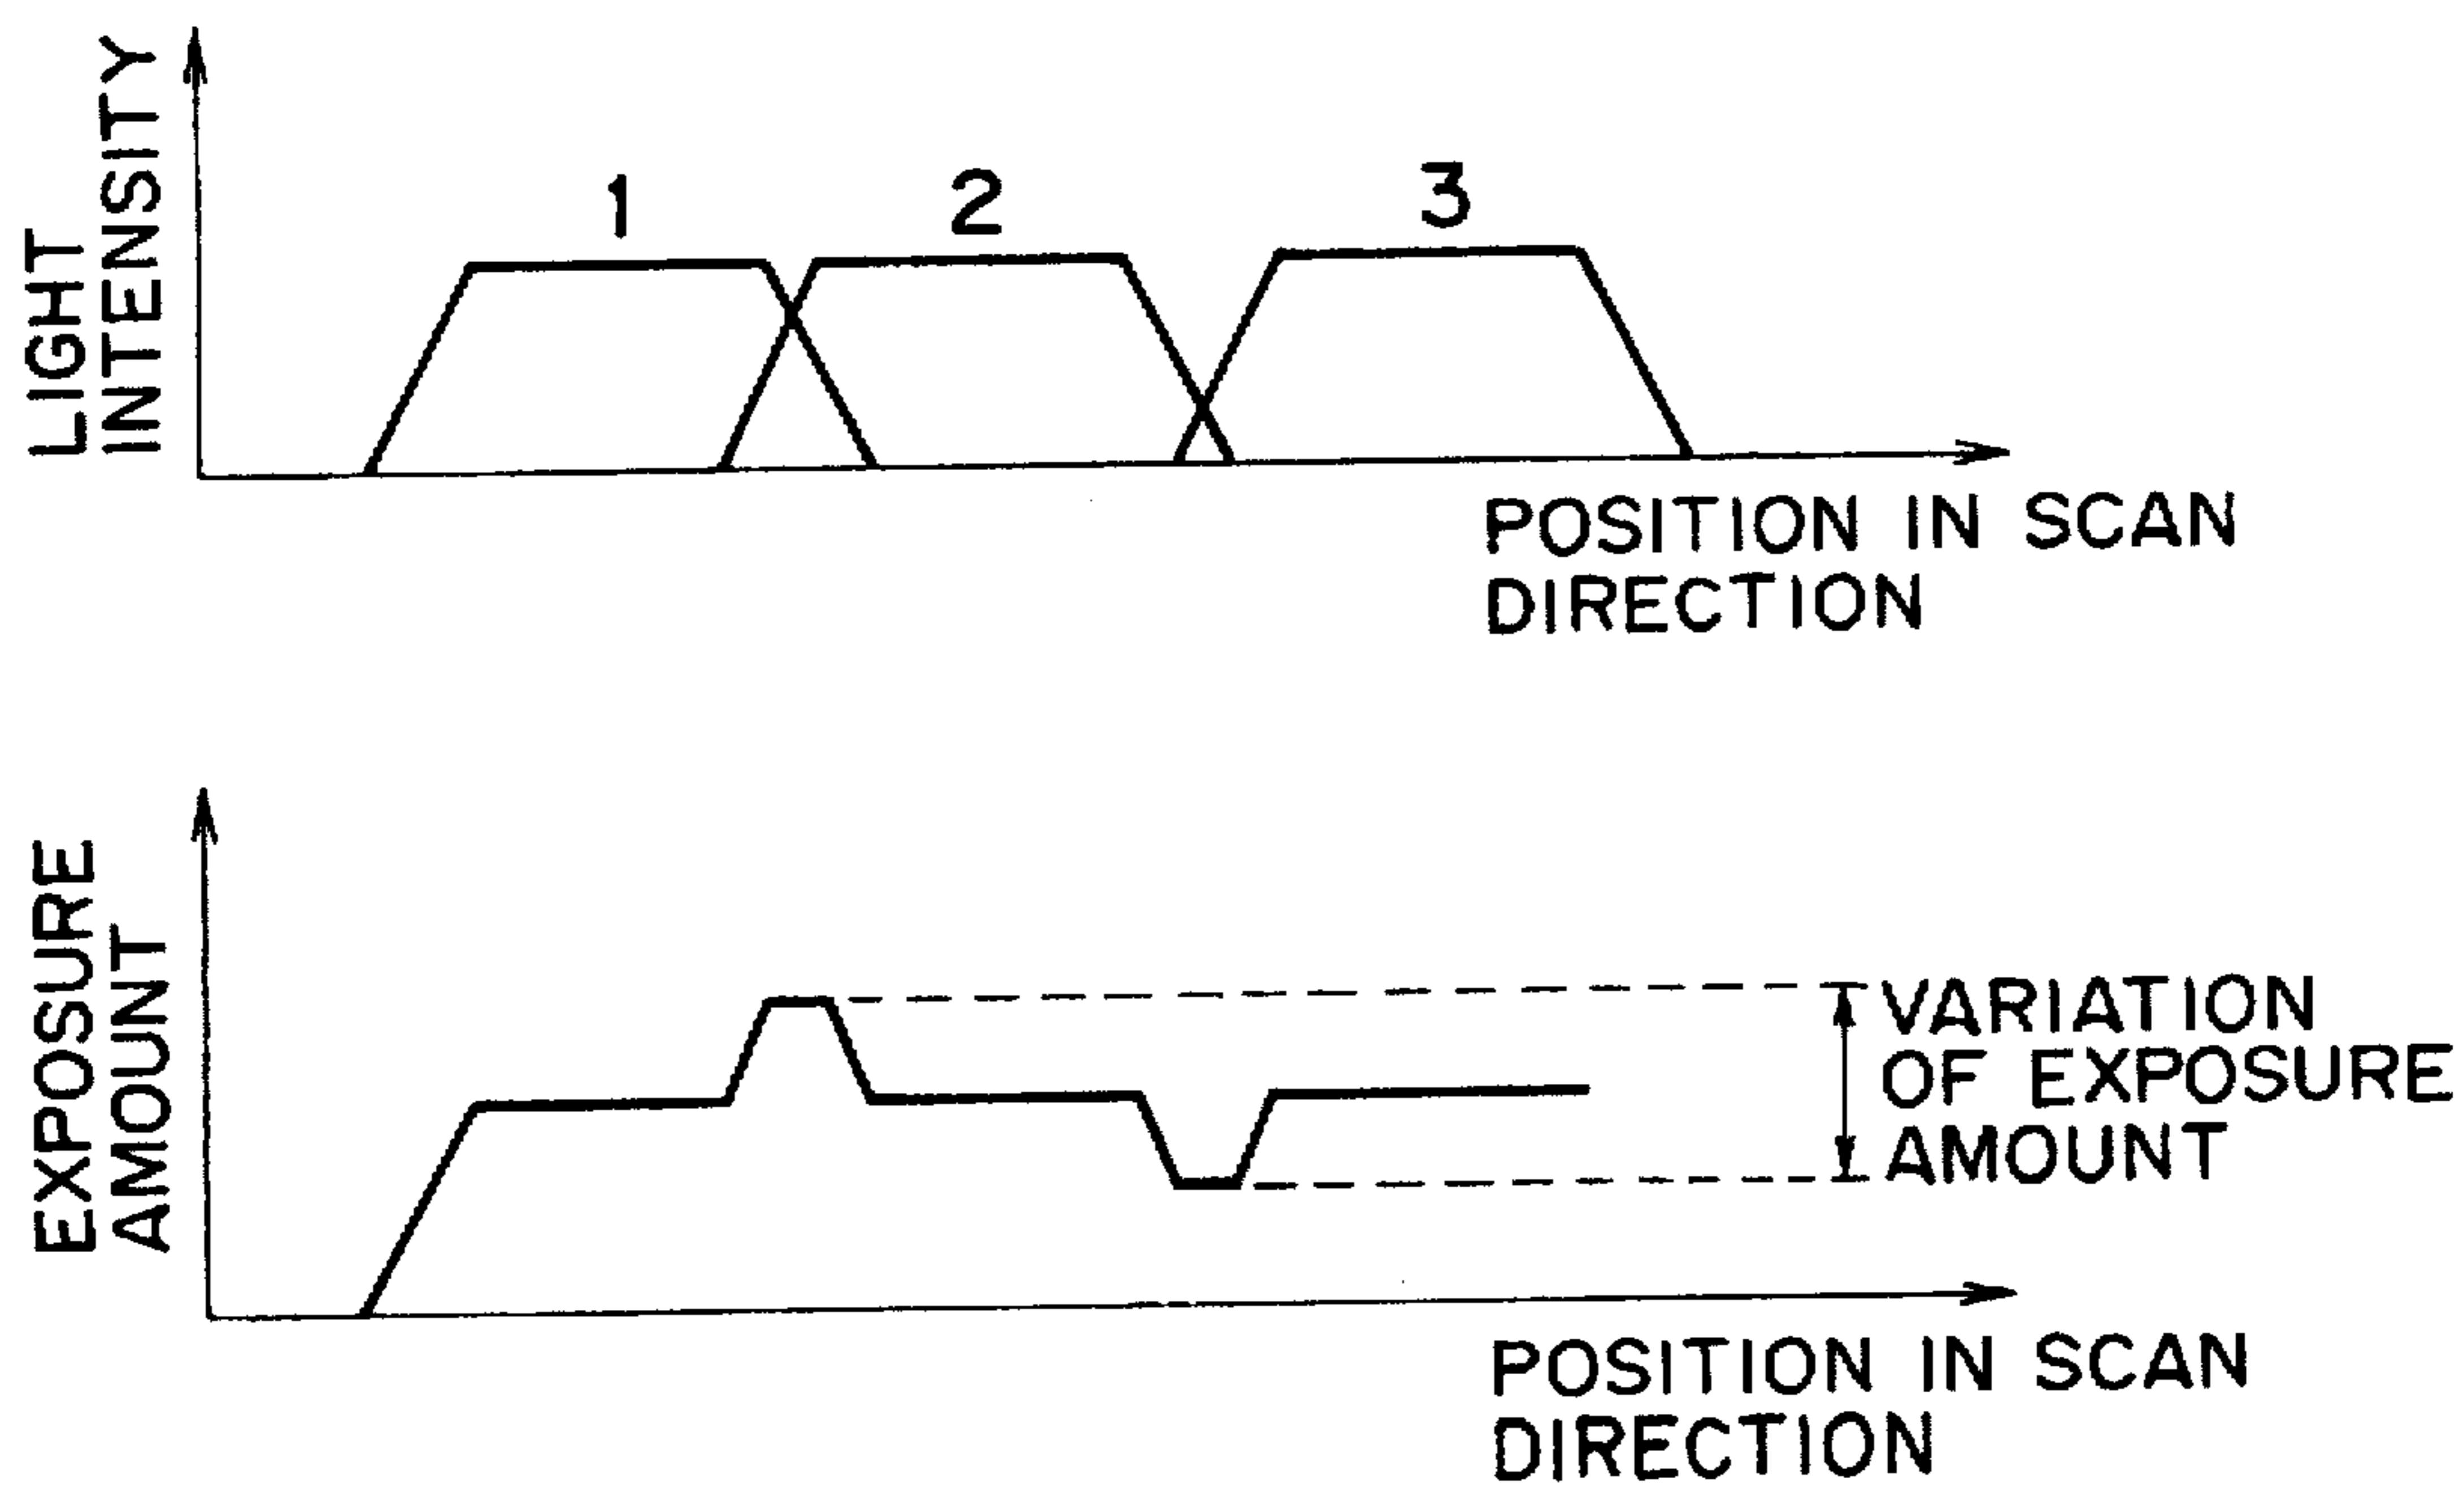 LIGHT
INTENSITY
1
2
3
POSITION IN SCAN
DIRECTION
EXPOSURE
AMOUNT
VARIATION
OF EXPOSURE
AMOUNT
POSITION IN SCAN
DIRECTION